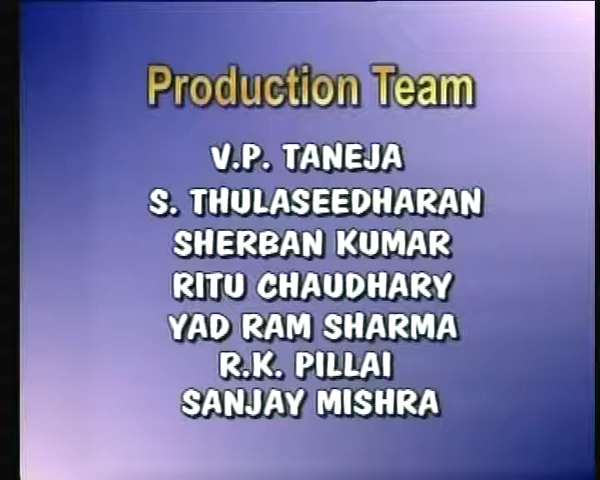 Production Team
V.P. TANEJA
S. THULASEEDHARAN
SHERBAN KUMAR
RITU CHAUDHARY
YAD RAM SHARMA
R.K. PILLAI
SANJAY MISHRA